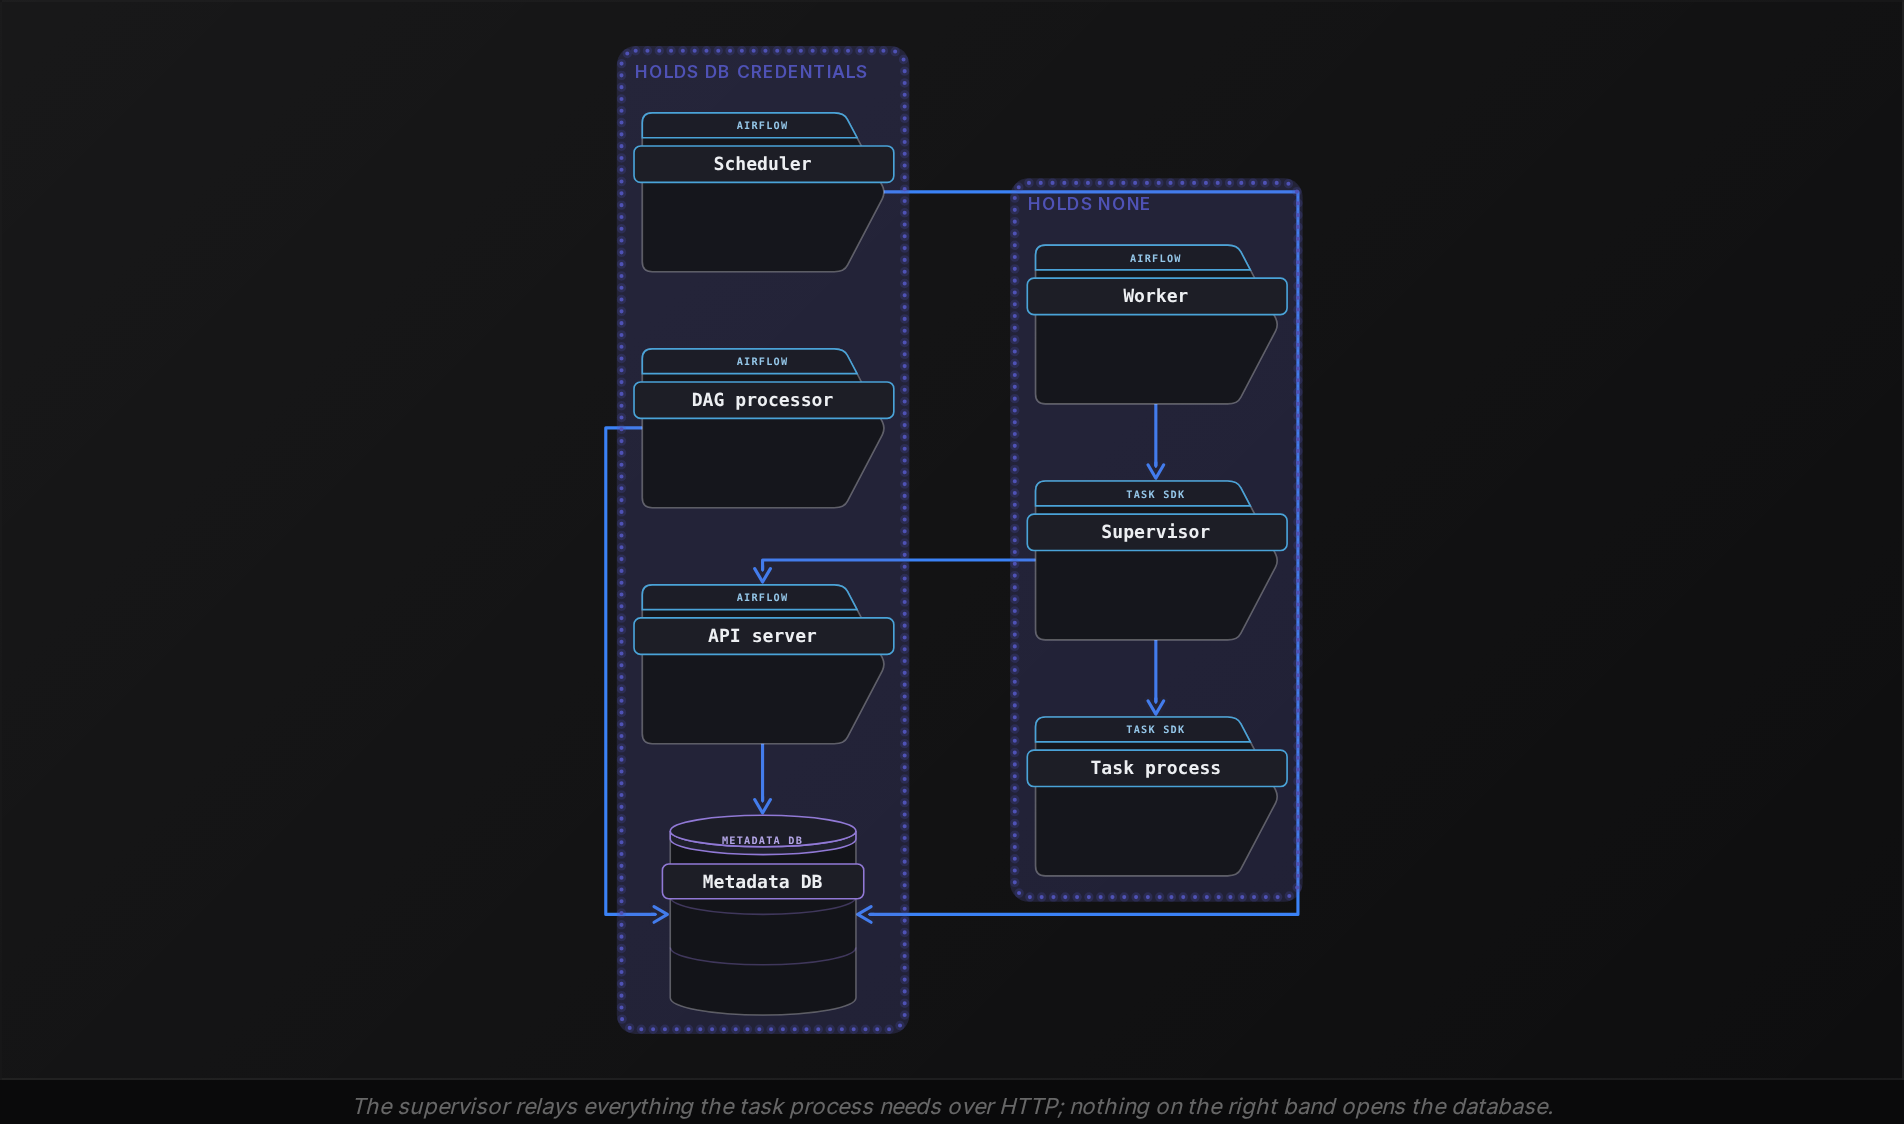 HOLDS DB CREDENTIALS
AIRFLOW
Scheduler
AIRFLOW
DAG processor
AIRFLOW
API server
METADATA DB
Metadata DB
HOLDS NONE
AIRFLOW
Worker
TASK SDK
Supervisor
TASK SDK
Task process
The supervisor relays everything the task process needs over HTTP; nothing on the right band opens the database.